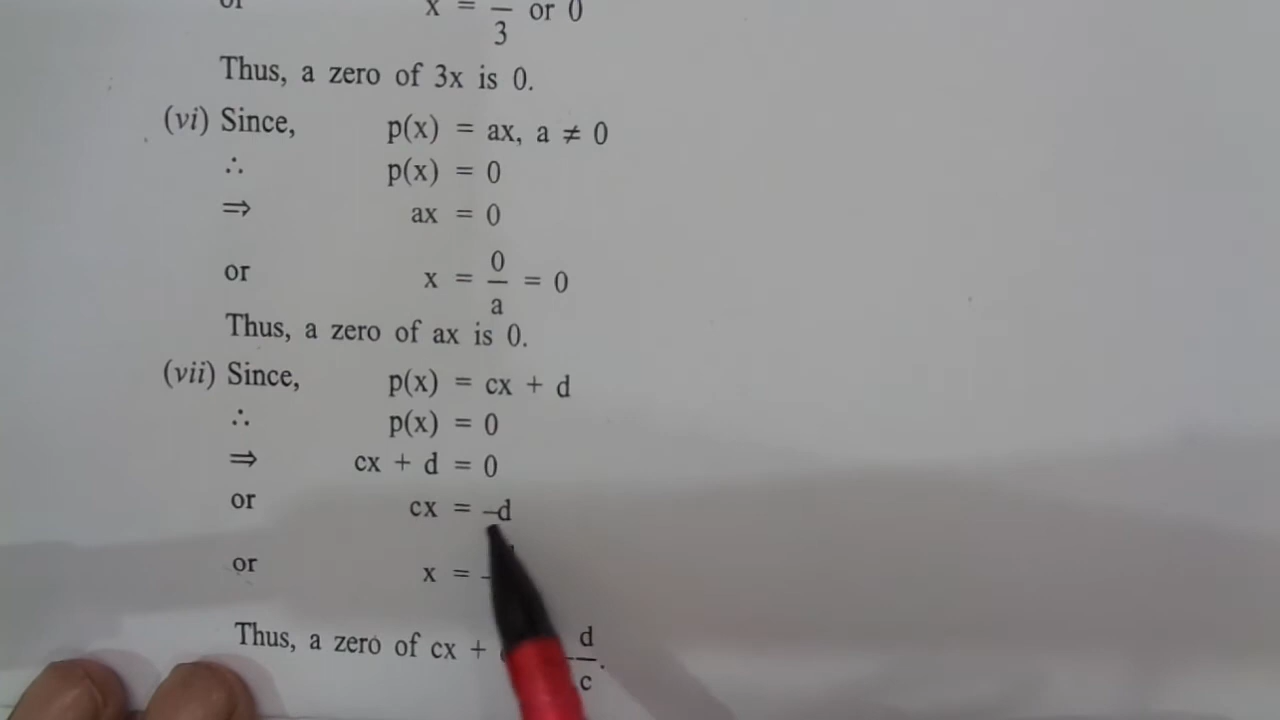 or x = — or 0
3
Thus, a zero of 3x is 0.
(vi) Since, p(x) = ax, a ≠ 0
∴ p(x) = 0
⇒ ax = 0
or x = 0/a = 0
Thus, a zero of ax is 0.
(vii) Since, p(x) = cx + d
∴ p(x) = 0
⇒ cx + d = 0
or cx = –d
or x = –
Thus, a zero of cx + – d/c.